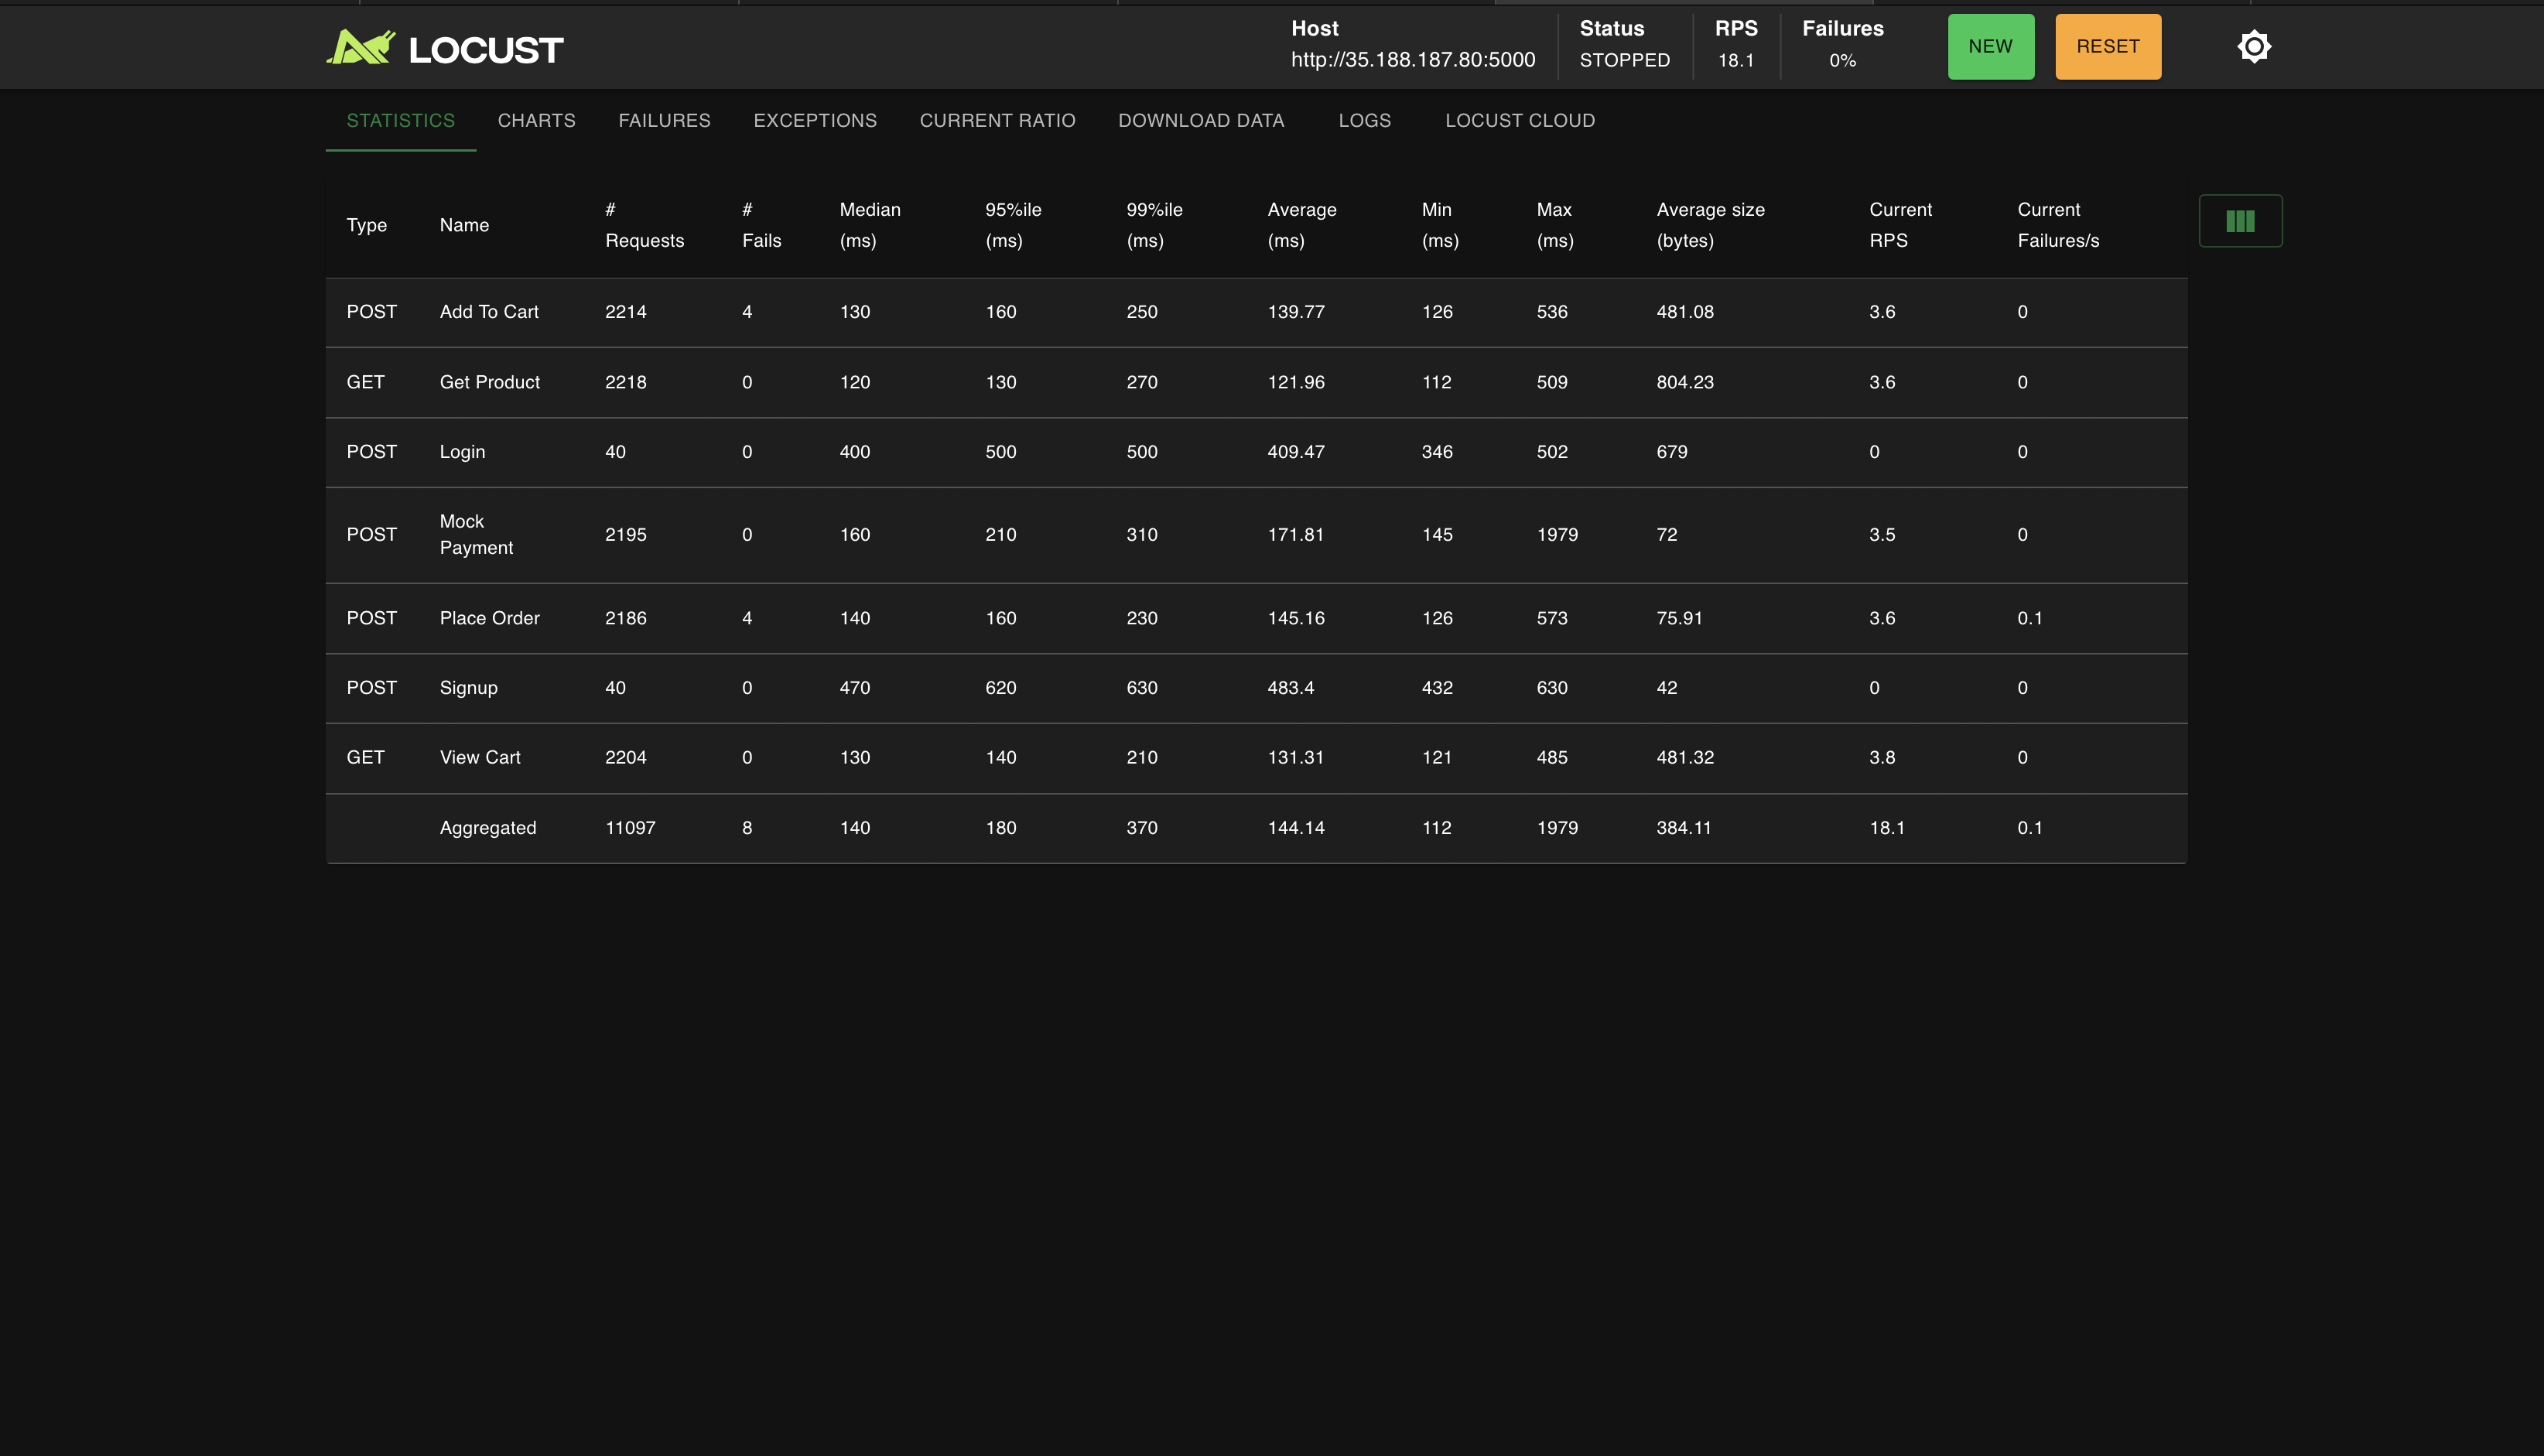 LOCUST
Host
http://35.188.187.80:5000
Status
STOPPED
RPS
18.1
Failures
0%
NEW
RESET
STATISTICS CHARTS FAILURES EXCEPTIONS CURRENT RATIO DOWNLOAD DATA LOGS LOCUST CLOUD
Type Name # Requests # Fails Median (ms) 95%ile (ms) 99%ile (ms) Average (ms) Min (ms) Max (ms) Average size (bytes) Current RPS Current Failures/s
POST Add To Cart 2214 4 130 160 250 139.77 126 536 481.08 3.6 0
GET Get Product 2218 0 120 130 270 121.96 112 509 804.23 3.6 0
POST Login 40 0 400 500 500 409.47 346 502 679 0 0
POST Mock Payment 2195 0 160 210 310 171.81 145 1979 72 3.5 0
POST Place Order 2186 4 140 160 230 145.16 126 573 75.91 3.6 0.1
POST Signup 40 0 470 620 630 483.4 432 630 42 0 0
GET View Cart 2204 0 130 140 210 131.31 121 485 481.32 3.8 0
Aggregated 11097 8 140 180 370 144.14 112 1979 384.11 18.1 0.1